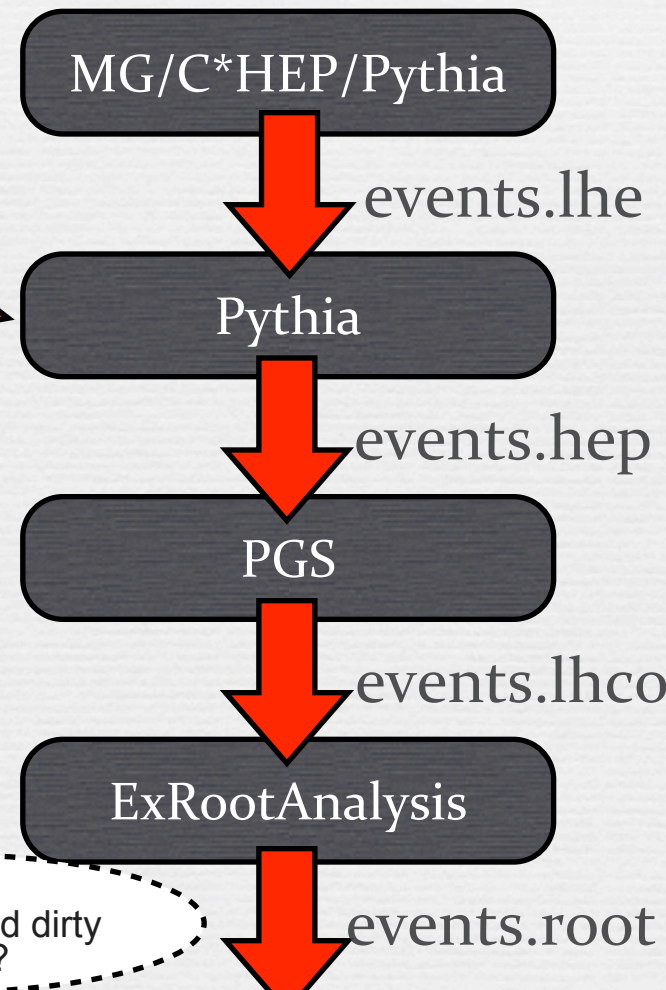 MG/C*HEP/Pythia
events.lhe
Pythia
events.hep
PGS
events.lhco
ExRootAnalysis
d dirty
?
events.root